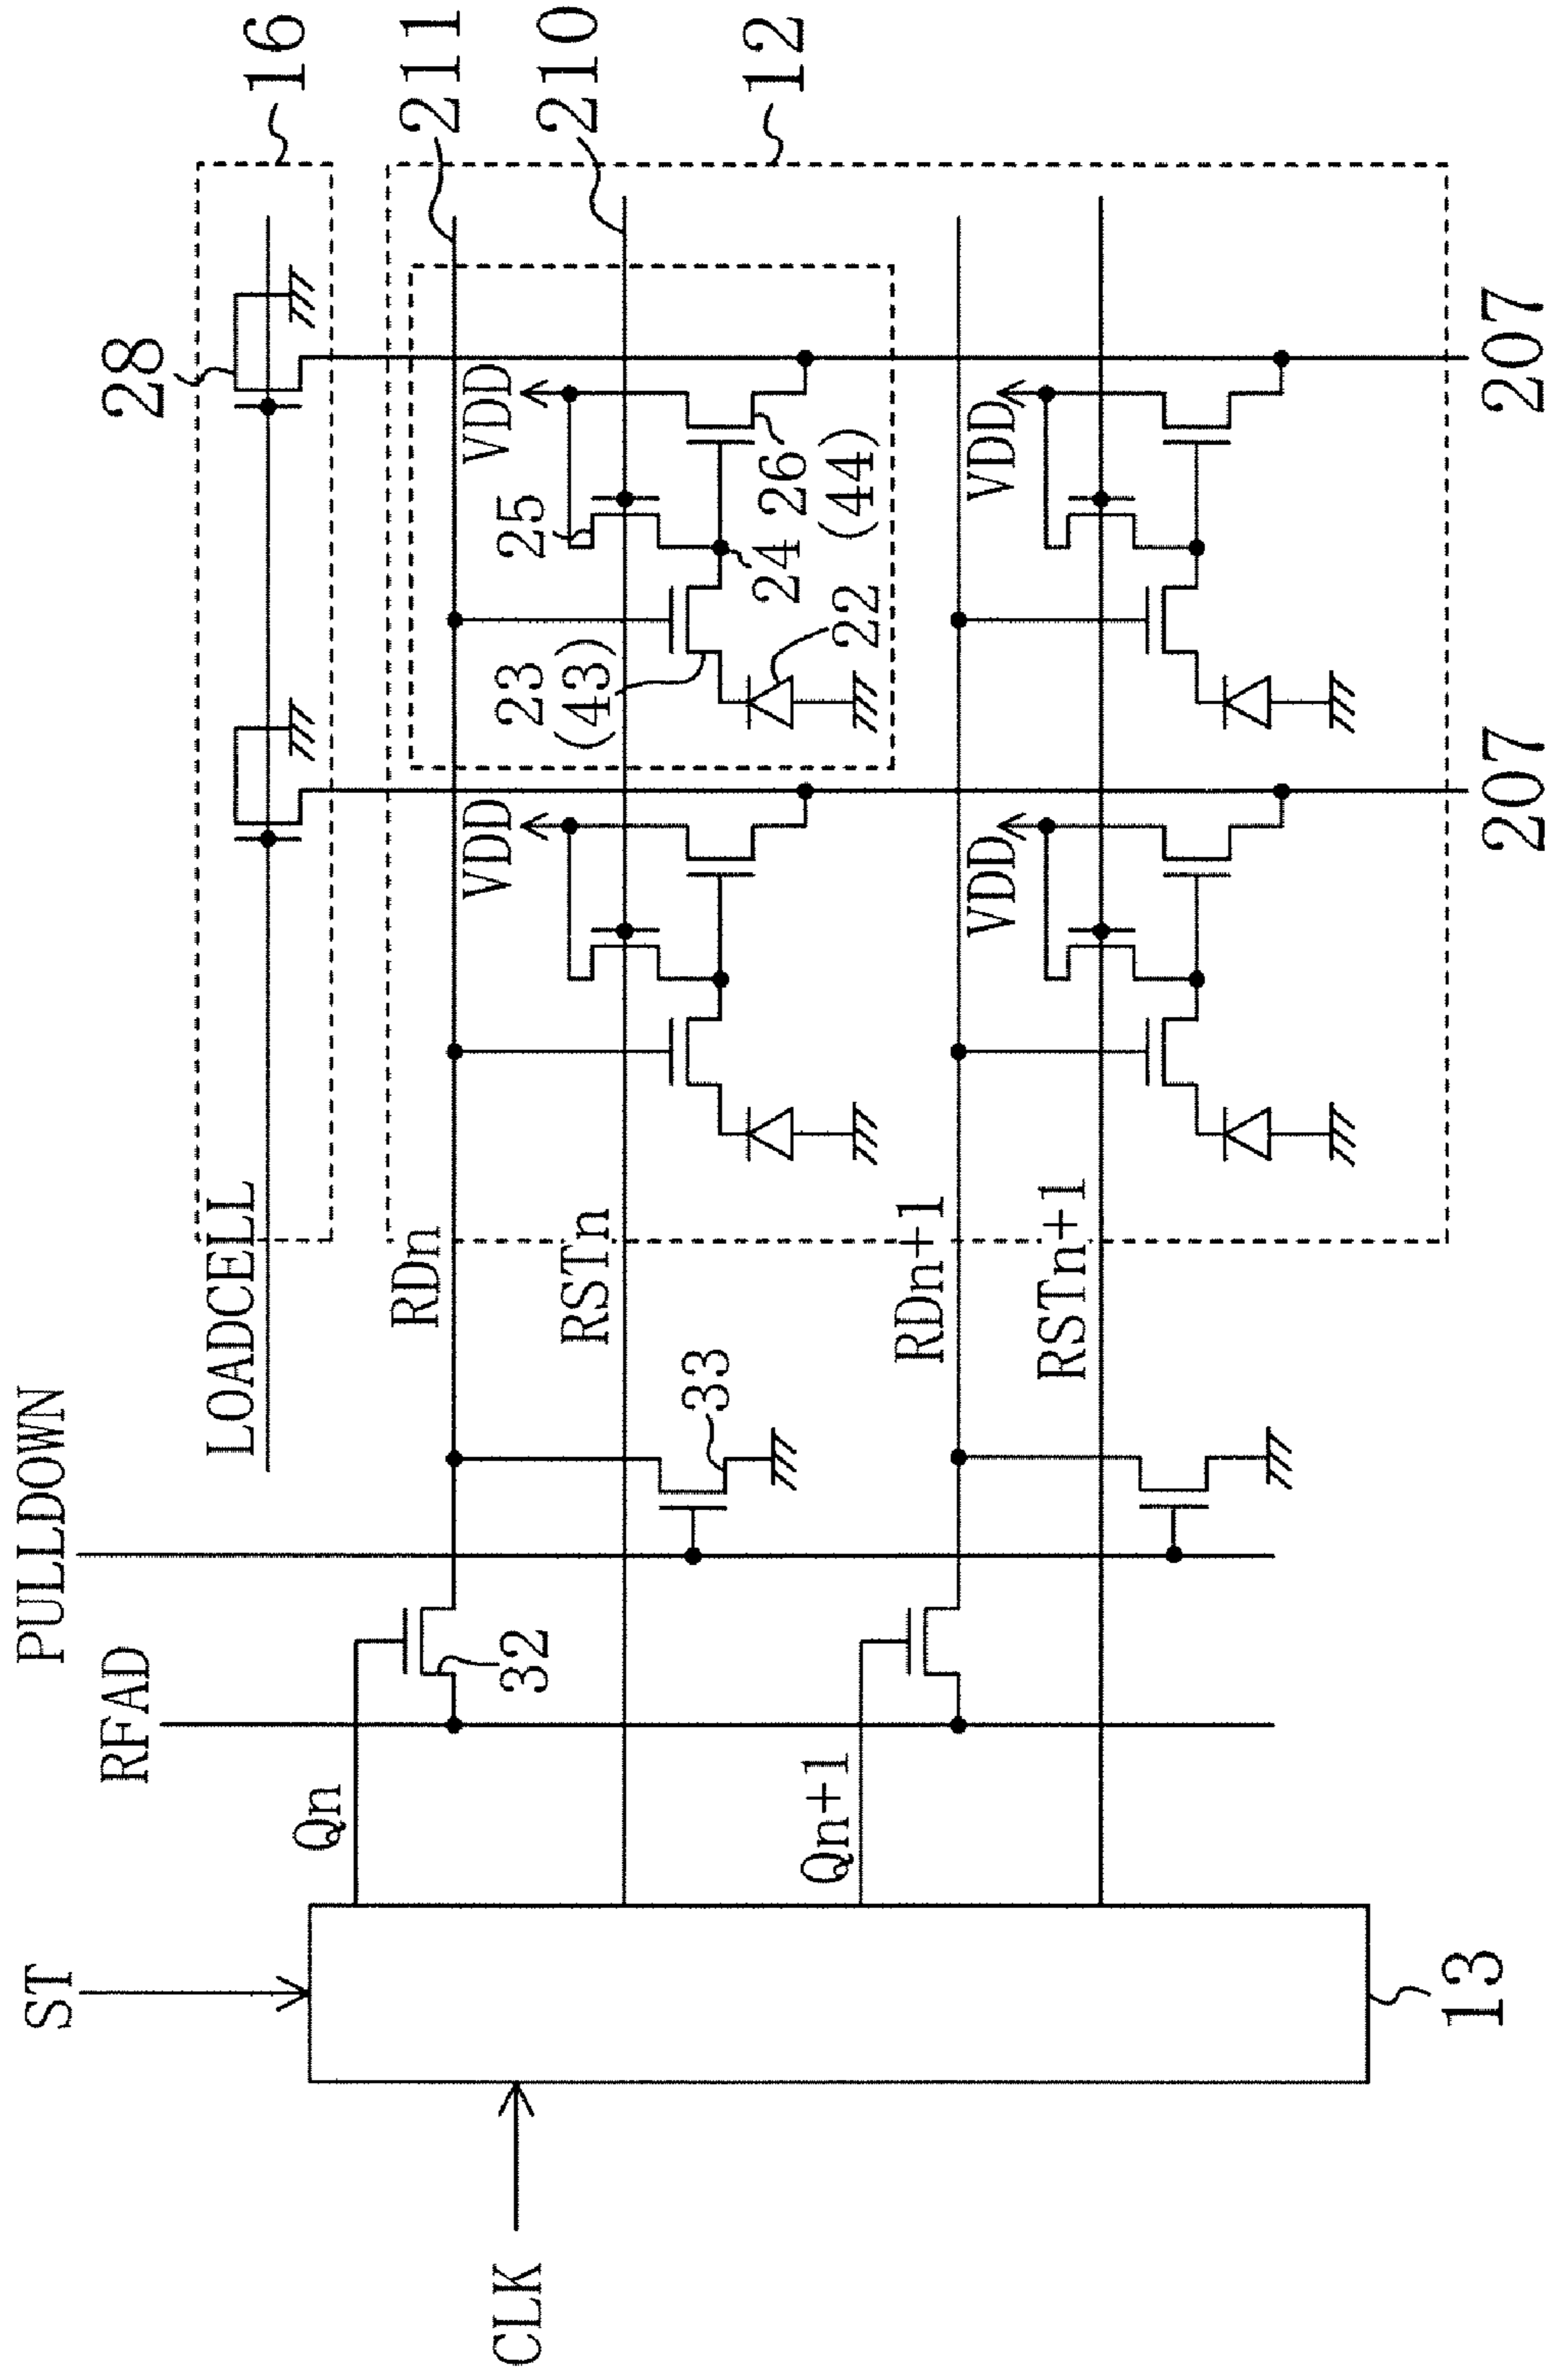 ST
CLK
13
RFAD
PULLDOWN
Qn
Qn+1
32
33
LOADCELL
RDn
RSTn
RDn+1
RSTn+1
VDD
VDD
VDD
VDD
23
(43)
25
24
22
26
(44)
28
16
211
210
12
207
207